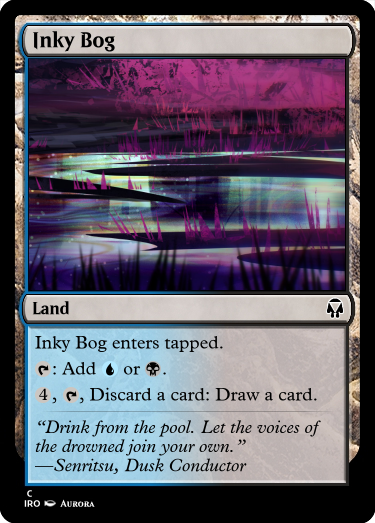 Inky Bog
Land
Inky Bog enters tapped.
: Add or .
4, , Discard a card: Draw a card.
“Drink from the pool. Let the voices of
the drowned join your own.”
—Senritsu, Dusk Conductor
C
IRO AURORA